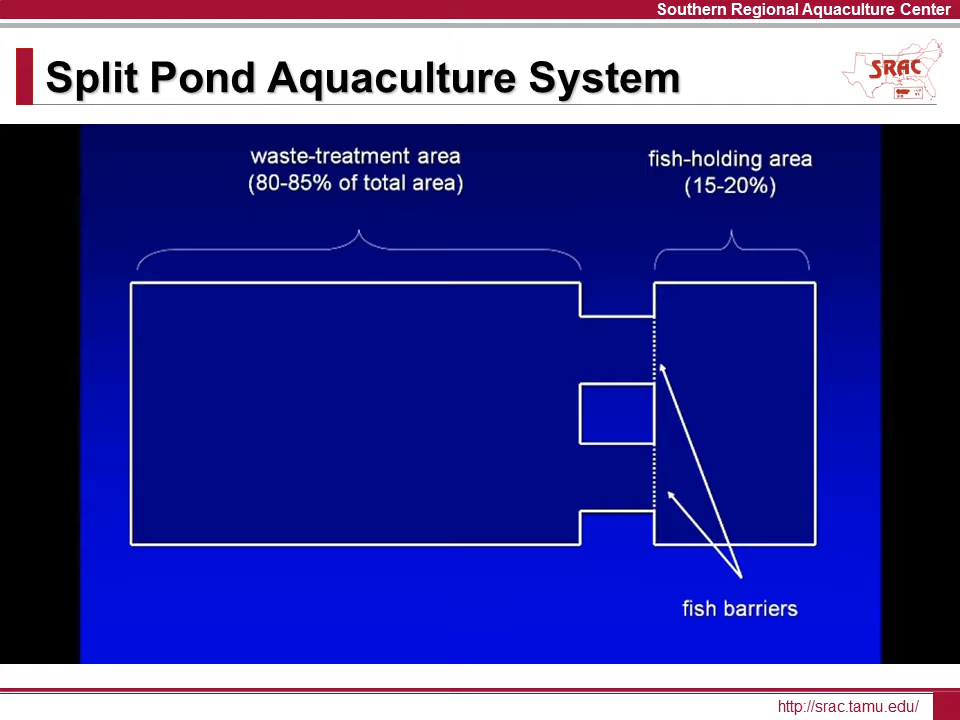 Southern Regional Aquaculture Center
Split Pond Aquaculture System
SRAC
waste-treatment area
(80-85% of total area)
fish-holding area
(15-20%)
fish barriers
http://srac.tamu.edu/